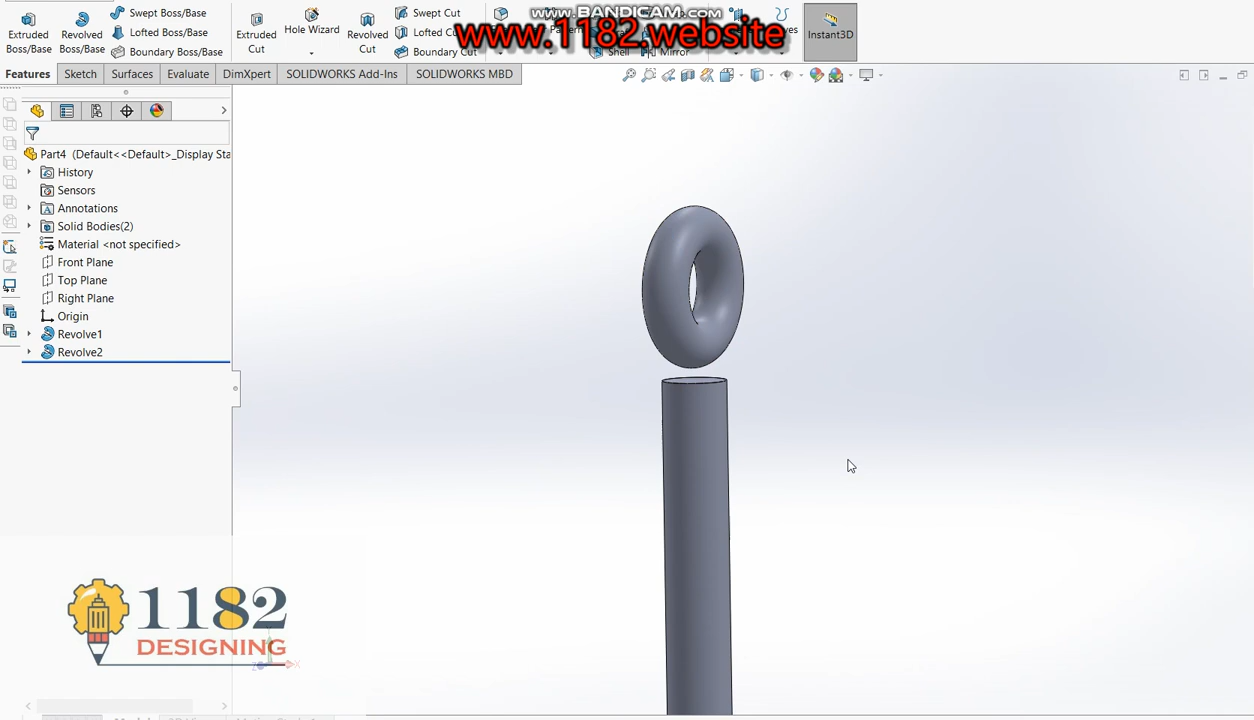 www.BANDICAM.com
www.1182.website
Extruded Boss/Base
Revolved Boss/Base
Swept Boss/Base
Lofted Boss/Base
Boundary Boss/Base
Extruded Cut
Hole Wizard
Revolved Cut
Swept Cut
Lofted Cut
Boundary Cut
Shell
Mirror
Instant3D
Features
Sketch
Surfaces
Evaluate
DimXpert
SOLIDWORKS Add-Ins
SOLIDWORKS MBD
Part4 (Default<<Default>_Display Sta
History
Sensors
Annotations
Solid Bodies(2)
Material <not specified>
Front Plane
Top Plane
Right Plane
Origin
Revolve1
Revolve2
1182
DESIGNING